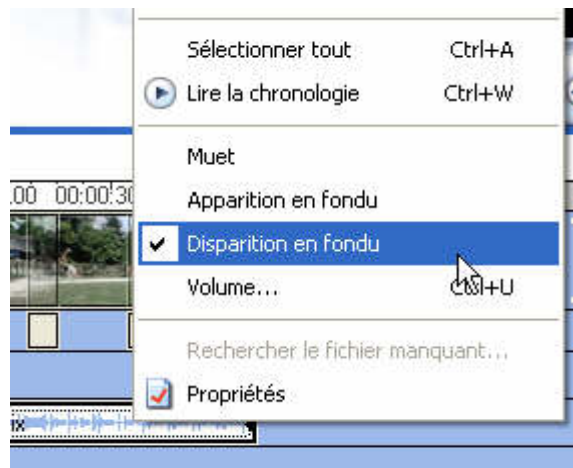 Sélectionner tout Ctrl+A
Lire la chronologie Ctrl+W
Muet
.00 00:00:30
Apparition en fondu
Disparition en fondu
Volume... Ctrl+U
Rechercher le fichier manquant...
Propriétés